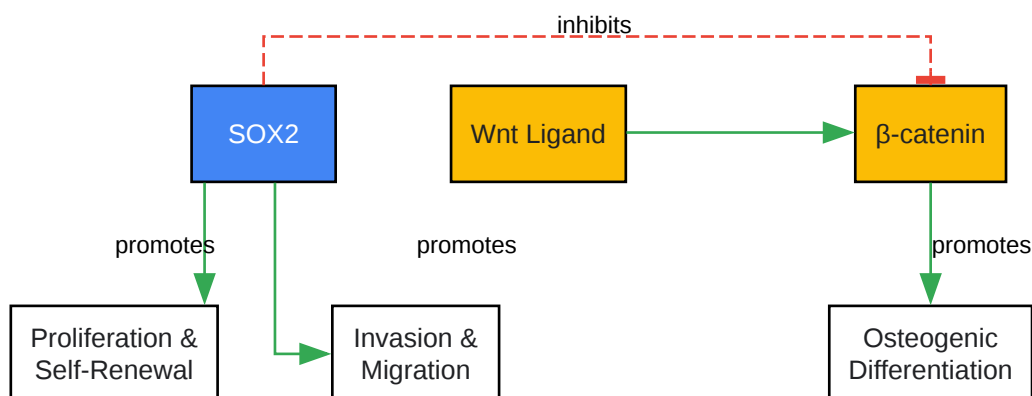 inhibits
SOX2
Wnt Ligand
β-catenin
promotes
promotes
promotes
Proliferation &
Self-Renewal
Invasion &
Migration
Osteogenic
Differentiation